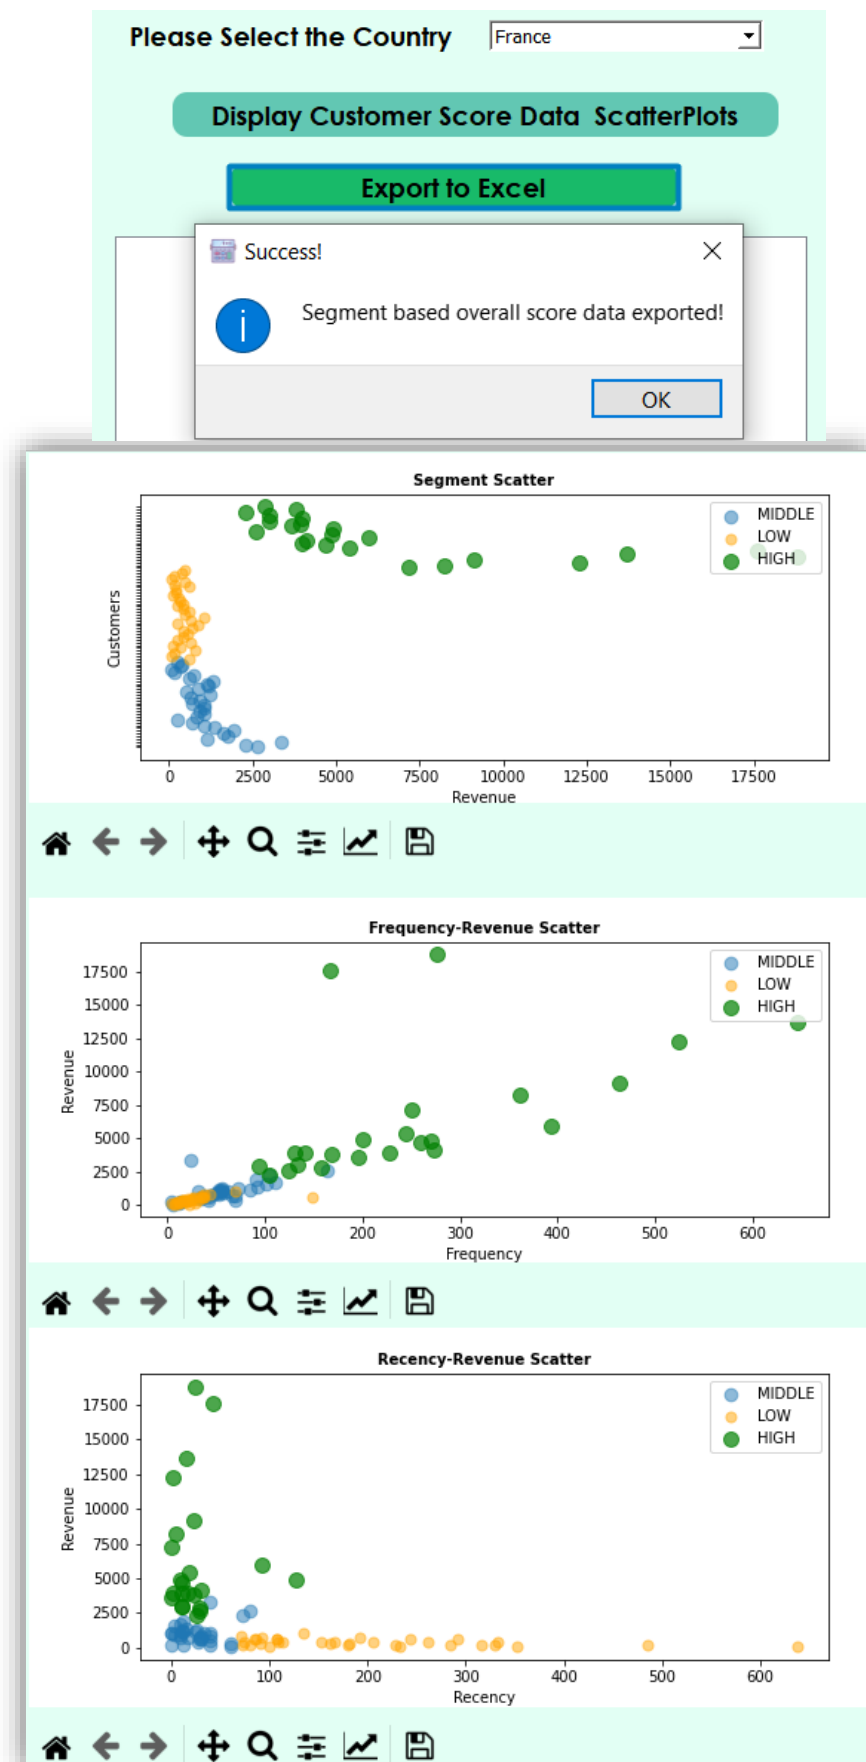 Please Select the Country France
Display Customer Score Data ScatterPlots
Export to Excel
Success!
Segment based overall score data exported!
OK
Segment Scatter
MIDDLE
LOW
HIGH
Customers
0 2500 5000 7500 10000 12500 15000 17500
Revenue
Frequency-Revenue Scatter
MIDDLE
LOW
HIGH
17500
15000
12500
10000
7500
5000
2500
0
Revenue
0 100 200 300 400 500 600
Frequency
Recency-Revenue Scatter
MIDDLE
LOW
HIGH
17500
15000
12500
10000
7500
5000
2500
0
Revenue
0 100 200 300 400 500 600
Recency